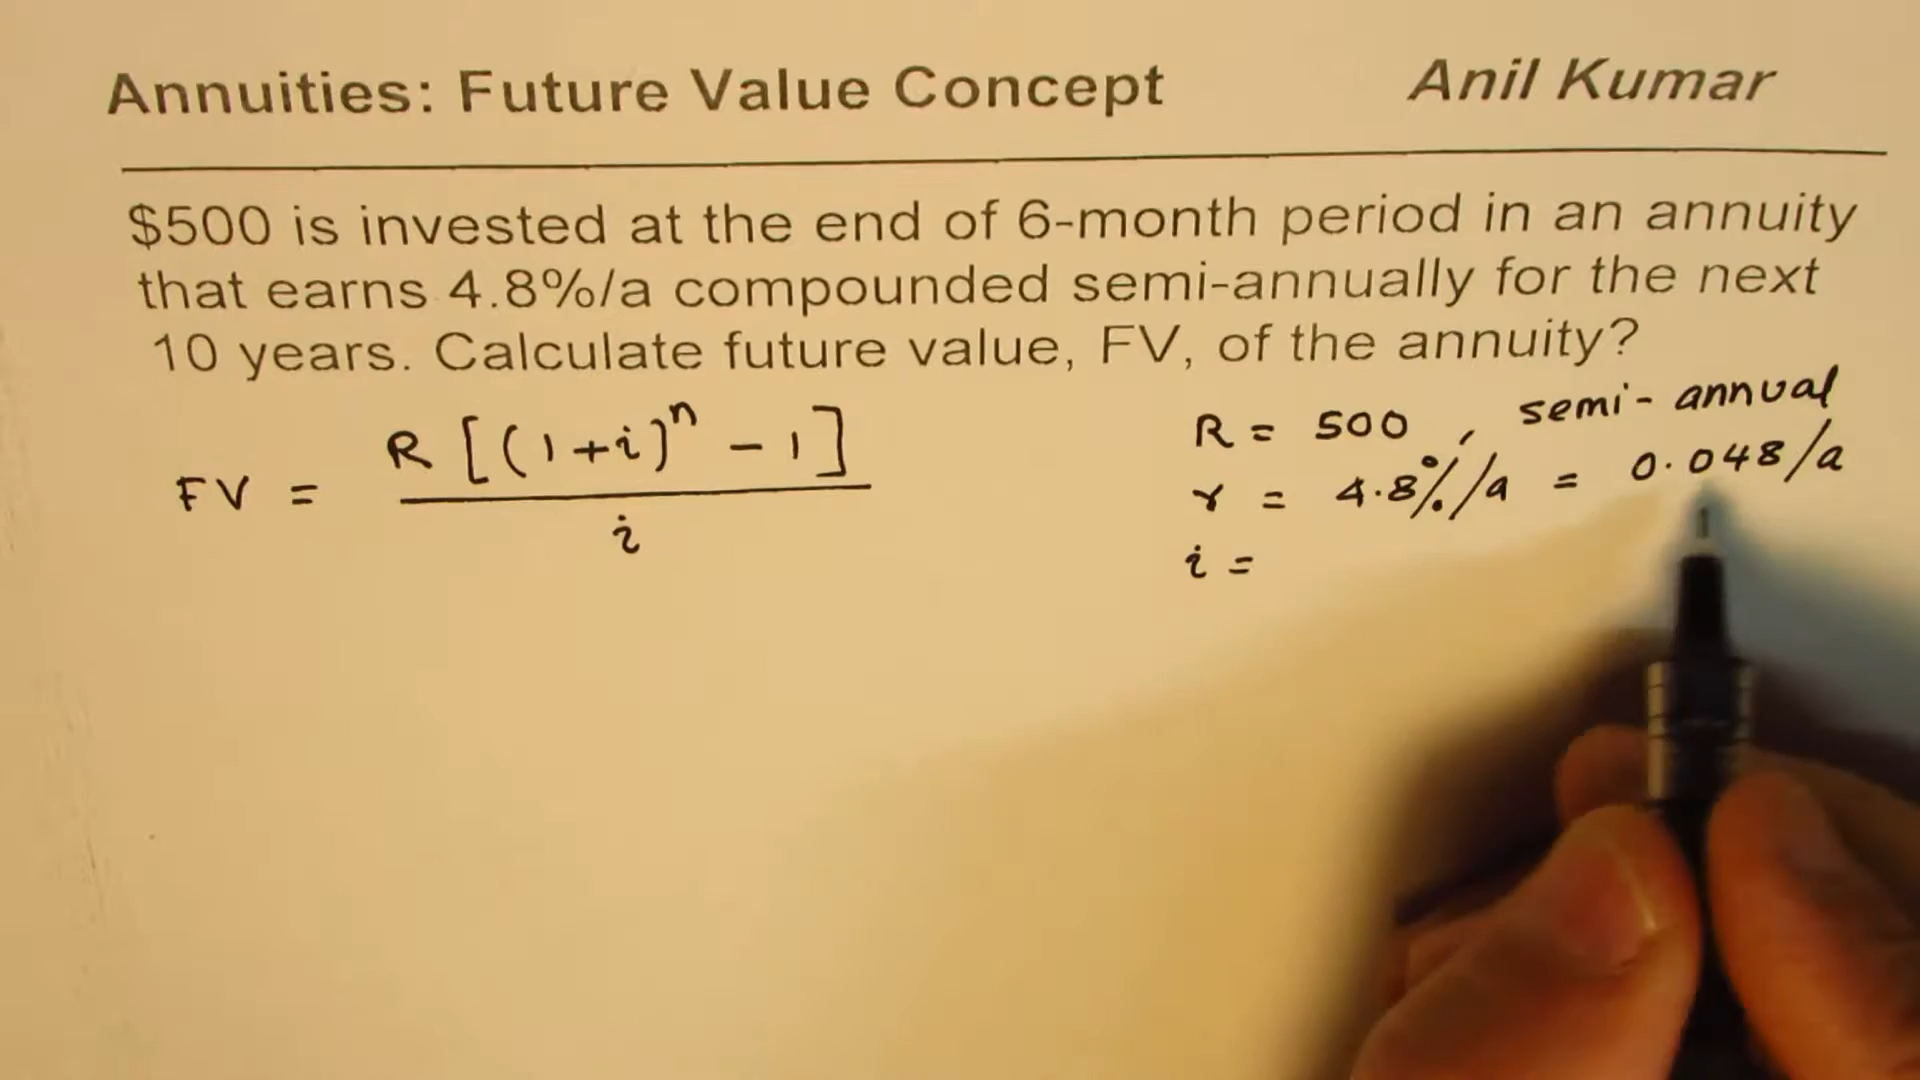 Annuities: Future Value Concept Anil Kumar
$500 is invested at the end of 6-month period in an annuity
that earns 4.8%/a compounded semi-annually for the next
10 years. Calculate future value, FV, of the annuity?
FV = R [(1+i)^n - 1] / i
R = 500 , semi-annual
r = 4.8%/a = 0.048/a
i =